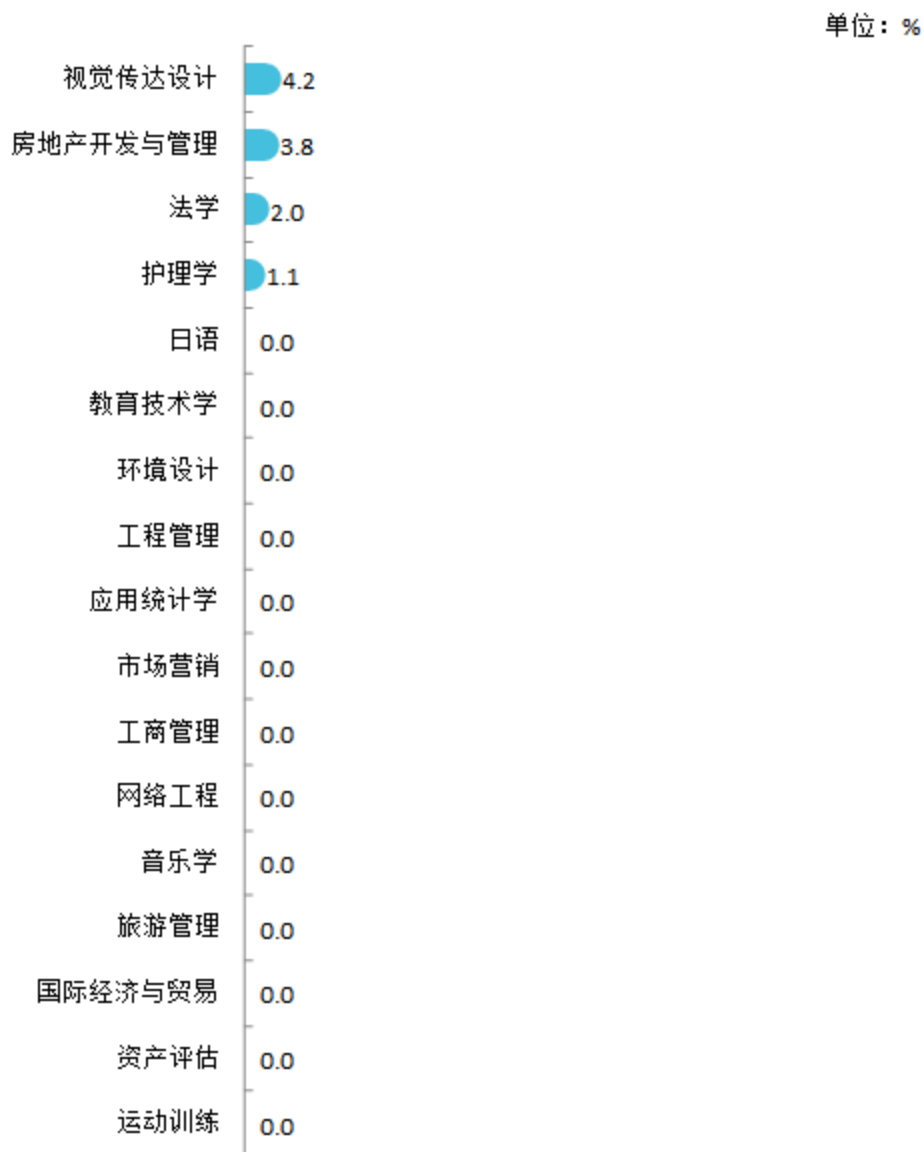 单位：%
视觉传达设计 4.2
房地产开发与管理 3.8
法学 2.0
护理学 1.1
日语 0.0
教育技术学 0.0
环境设计 0.0
工程管理 0.0
应用统计学 0.0
市场营销 0.0
工商管理 0.0
网络工程 0.0
音乐学 0.0
旅游管理 0.0
国际经济与贸易 0.0
资产评估 0.0
运动训练 0.0